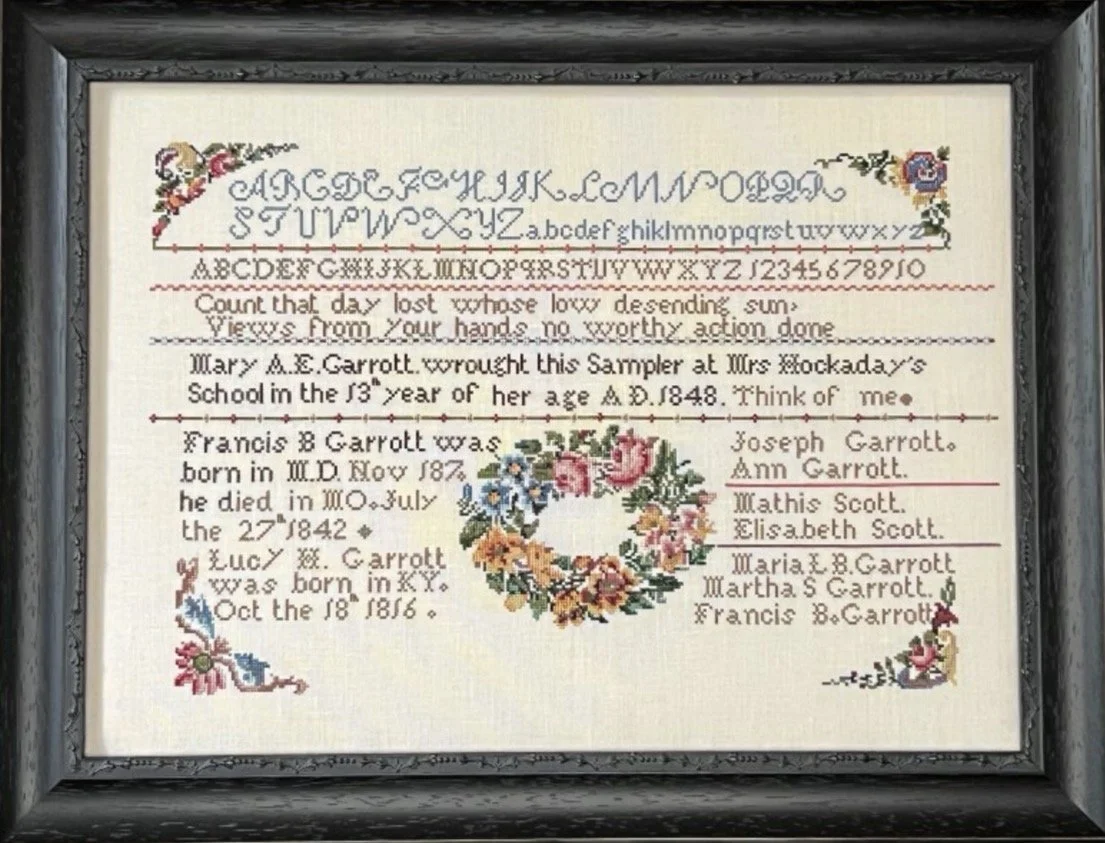 ABCDEFGHIJKLMNOPQR
STUVWXYZ abcdefghiklmnopqrstuvwxyz
ABCDEFGHIJKLMNOPQRSTUVWXYZ 12345678910
Count that day lost whose low desending sun,
Views from your hands no worthy action done
Mary A.E. Garrott. wrought this Sampler at Mrs Hockaday's
School in the 13th year of her age A D. 1848. Think of me.
Francis B Garrott was
born in M.D. Nov
he died in MO. July
the 27th 1842
Lucy H. Garrott
was born in KY.
Oct the 18th 1816.
Joseph Garrott.
Ann Garrott.
Mathis Scott.
Elisabeth Scott.
Maria L B. Garrott
Martha S Garrott.
Francis B. Garrott